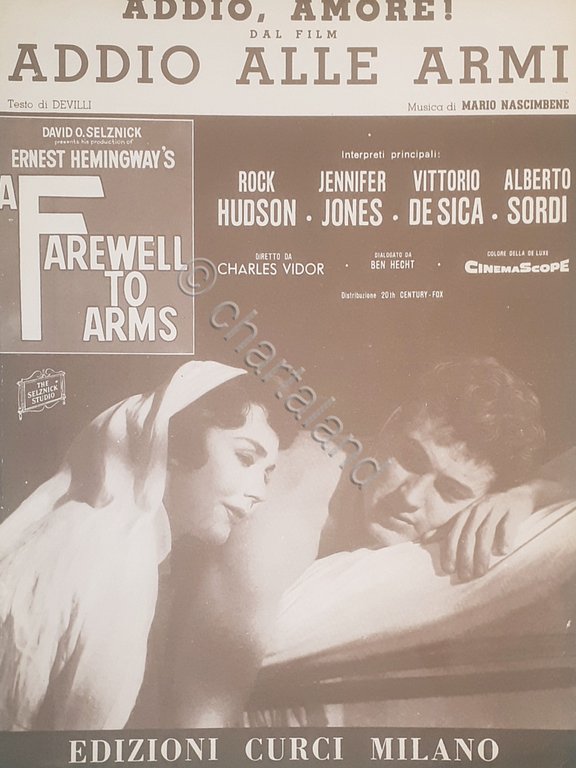 ADDIO, AMORE!
DAL FILM
ADDIO ALLE ARMI
Testo di DEVILLI
Musica di MARIO NASCIMBENE
DAVID O. SELZNICK
presents his production of
ERNEST HEMINGWAY'S
A FAREWELL
TO
ARMS
THE
SELZNICK
STUDIO
Interpreti principali:
ROCK HUDSON · JENNIFER JONES · VITTORIO DE SICA · ALBERTO SORDI
DIRETTO DA
CHARLES VIDOR ·
DIALOGATO DA
BEN HECHT ·
COLORE DELLA DE LUXE
CINEMASCOPE
Distribuzione 20th CENTURY-FOX
© chartaland
EDIZIONI CURCI MILANO